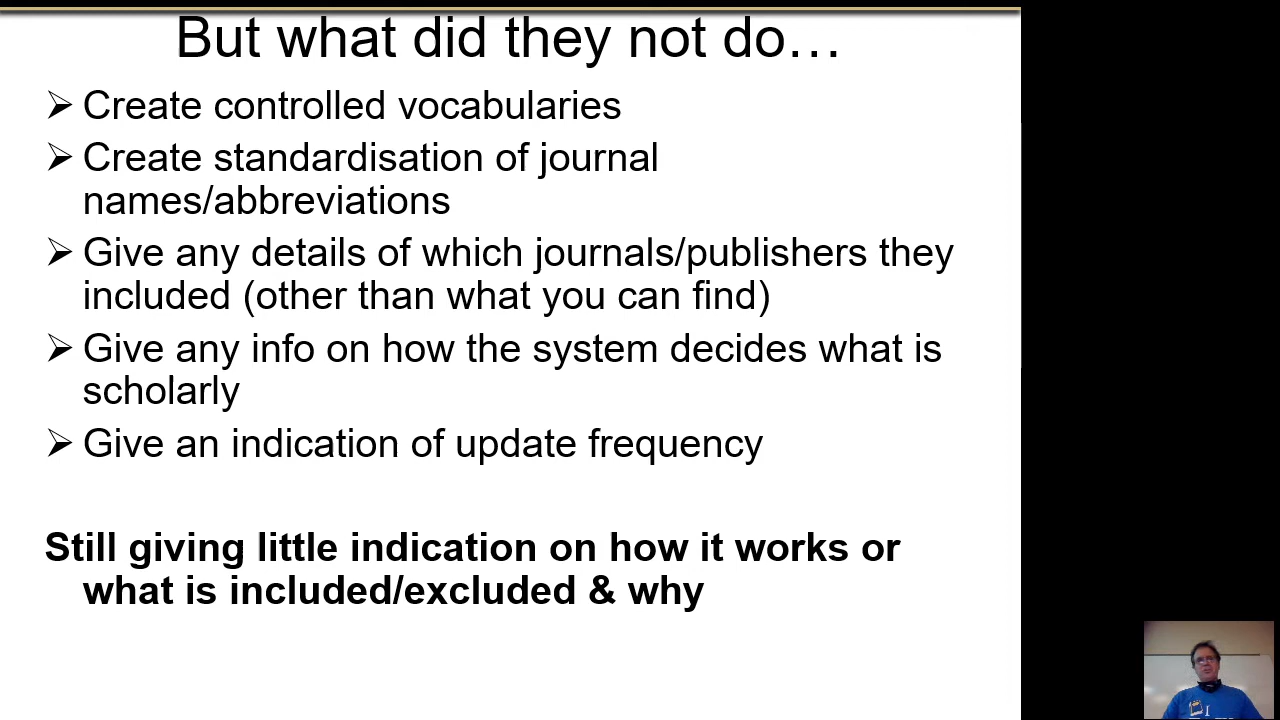 But what did they not do…
➢ Create controlled vocabularies
➢ Create standardisation of journal
names/abbreviations
➢ Give any details of which journals/publishers they
included (other than what you can find)
➢ Give any info on how the system decides what is
scholarly
➢ Give an indication of update frequency
Still giving little indication on how it works or
what is included/excluded & why